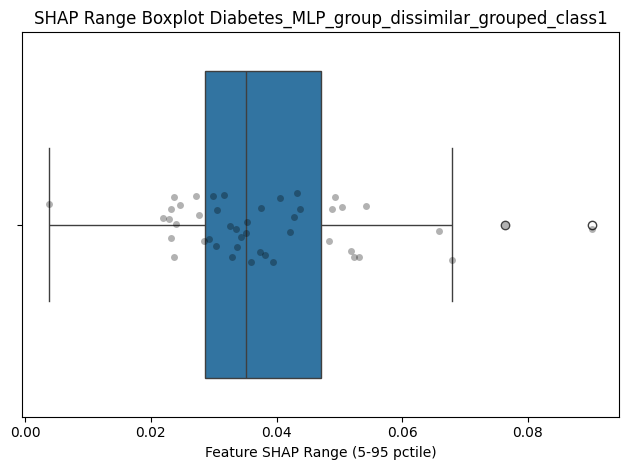 SHAP Range Boxplot Diabetes_MLP_group_dissimilar_grouped_class1
0.00 0.02 0.04 0.06 0.08
Feature SHAP Range (5-95 pctile)